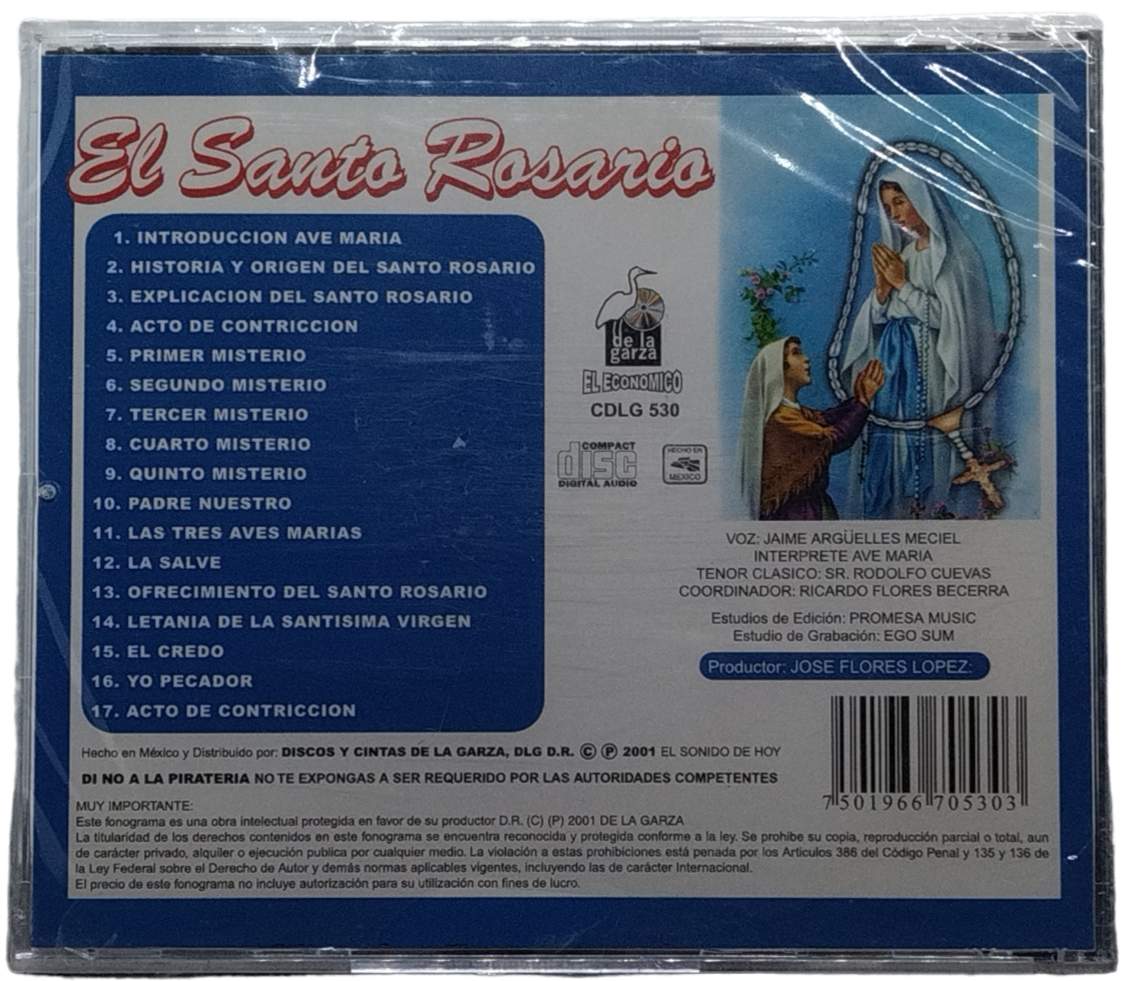 El Santo Rosario
1. INTRODUCCION AVE MARIA
2. HISTORIA Y ORIGEN DEL SANTO ROSARIO
3. EXPLICACION DEL SANTO ROSARIO
4. ACTO DE CONTRICCION
5. PRIMER MISTERIO
6. SEGUNDO MISTERIO
7. TERCER MISTERIO
8. CUARTO MISTERIO
9. QUINTO MISTERIO
10. PADRE NUESTRO
11. LAS TRES AVES MARIAS
12. LA SALVE
13. OFRECIMIENTO DEL SANTO ROSARIO
14. LETANIA DE LA SANTISIMA VIRGEN
15. EL CREDO
16. YO PECADOR
17. ACTO DE CONTRICCION
de la
garza
EL ECONOMICO
CDLG 530
COMPACT
disc
DIGITAL AUDIO
HECHO EN
MEXICO
VOZ: JAIME ARGÜELLES MECIEL
INTERPRETE AVE MARIA
TENOR CLASICO: SR. RODOLFO CUEVAS
COORDINADOR: RICARDO FLORES BECERRA
Estudios de Edición: PROMESA MUSIC
Estudio de Grabación: EGO SUM
Productor: JOSE FLORES LOPEZ:
7 501966 705303
Hecho en México y Distribuido por: DISCOS Y CINTAS DE LA GARZA, DLG D.R. Ⓒ Ⓟ 2001 EL SONIDO DE HOY
DI NO A LA PIRATERIA NO TE EXPONGAS A SER REQUERIDO POR LAS AUTORIDADES COMPETENTES
MUY IMPORTANTE:
Este fonograma es una obra intelectual protegida en favor de su productor D.R. (C) (P) 2001 DE LA GARZA
La titularidad de los derechos contenidos en este fonograma se encuentra reconocida y protegida conforme a la ley. Se prohibe su copia, reproducción parcial o total, aun
de carácter privado, alquiler o ejecución publica por cualquier medio. La violación a estas prohibiciones está penada por los Articulos 386 del Código Penal y 135 y 136 de
la Ley Federal sobre el Derecho de Autor y demás normas aplicables vigentes, incluyendo las de carácter Internacional.
El precio de este fonograma no incluye autorización para su utilización con fines de lucro.